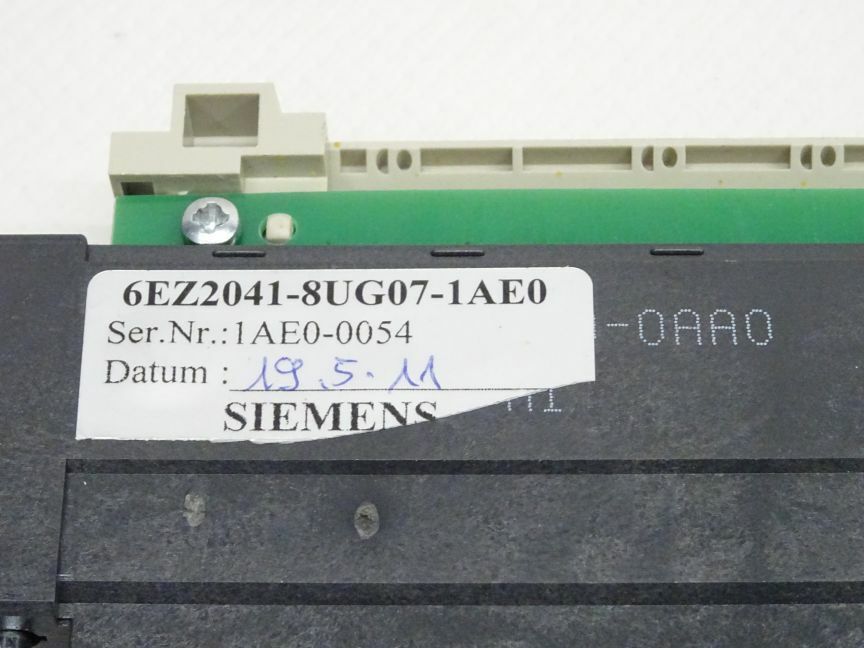 6EZ2041-8UG07-1AE0
Ser.Nr.:1AE0-0054
Datum : 19.5.11
SIEMENS
-0AA0